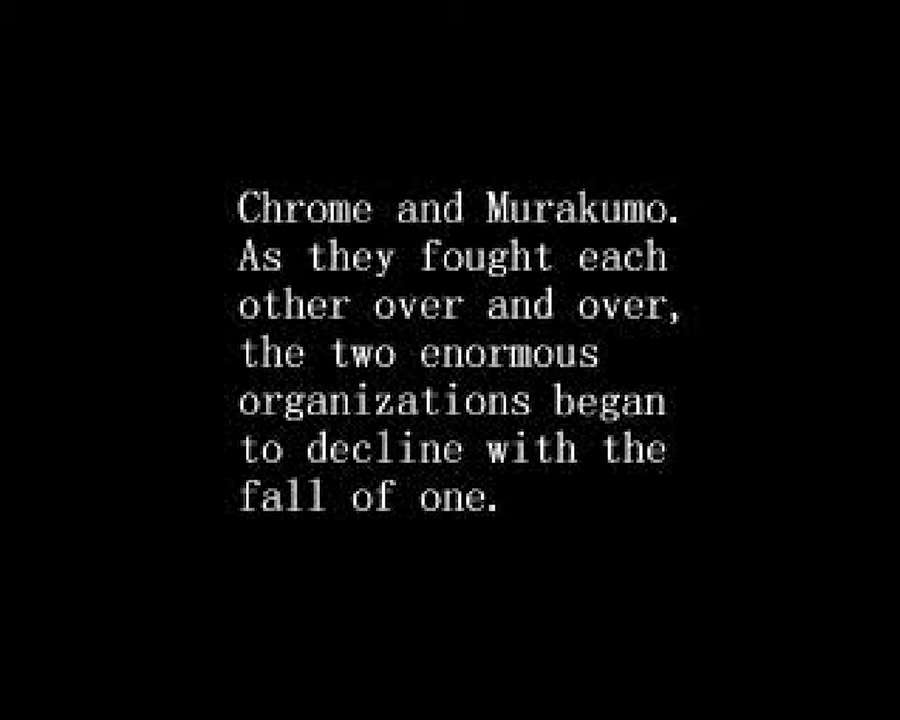 Chrome and Murakumo.
As they fought each
other over and over,
the two enormous
organizations began
to decline with the
fall of one.